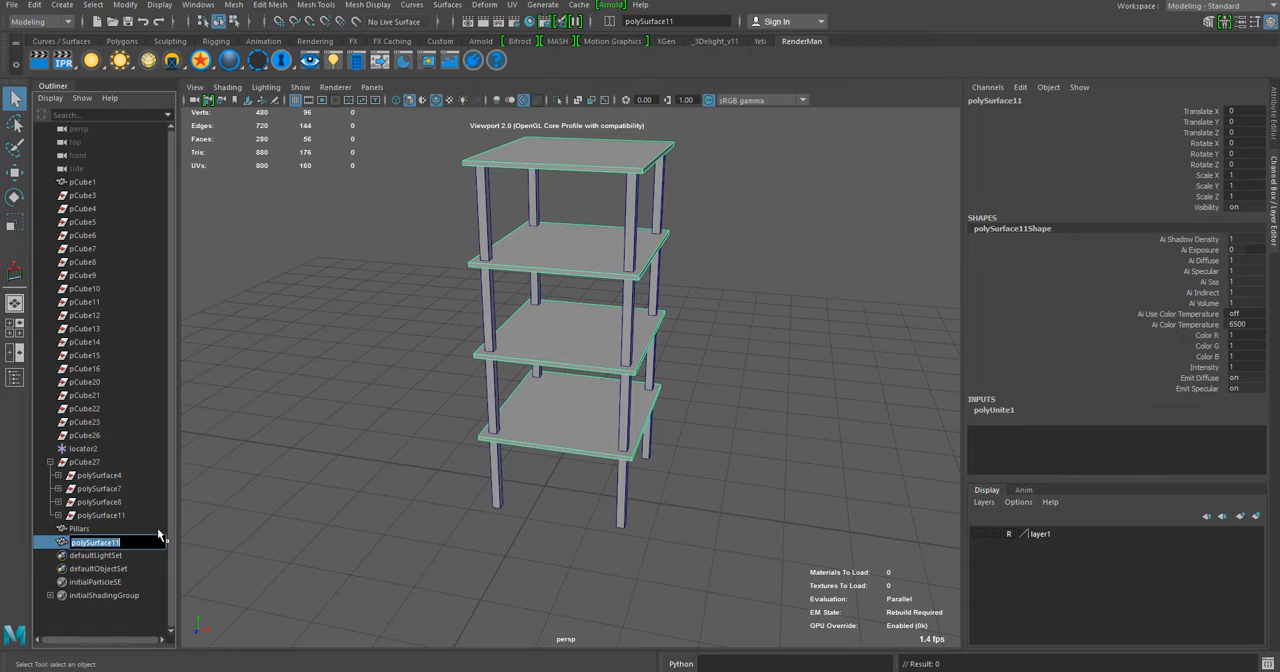 File Edit Create Select Modify Display Windows Mesh Edit Mesh Mesh Tools Mesh Display Curves Surfaces Deform UV Generate Cache Arnold Help
Workspace : Modeling - Standard
Modeling
No Live Surface
polySurface11
Sign In
Curves / Surfaces Polygons Sculpting Rigging Animation Rendering FX FX Caching Custom Arnold Bifrost MASH Motion Graphics XGen _3Delight_v11 Yeti RenderMan
IPR
Outliner
Display Show Help
Search...
persp
top
front
side
pCube1
pCube3
pCube4
pCube5
pCube6
pCube7
pCube8
pCube9
pCube10
pCube11
pCube12
pCube13
pCube14
pCube15
pCube16
pCube20
pCube21
pCube22
pCube23
pCube26
locator2
pCube27
polySurface4
polySurface7
polySurface8
polySurface11
Pillars
polySurface11
defaultLightSet
defaultObjectSet
initialParticleSE
initialShadingGroup
View Shading Lighting Show Renderer Panels
0.00 1.00 sRGB gamma
Verts: 480 96 0
Edges: 720 144 0
Faces: 280 56 0
Tris: 880 176 0
UVs: 800 160 0
Viewport 2.0 (OpenGL Core Profile with compatibility)
Materials To Load: 0
Textures To Load: 0
Evaluation: Parallel
EM State: Rebuild Required
GPU Override: Enabled (0k)
1.4 fps
persp
Channels Edit Object Show
polySurface11
Translate X 0
Translate Y 0
Translate Z 0
Rotate X 0
Rotate Y 0
Rotate Z 0
Scale X 1
Scale Y 1
Scale Z 1
Visibility on
SHAPES
polySurface11Shape
Ai Shadow Density 1
Ai Exposure 0
Ai Diffuse 1
Ai Specular 1
Ai Sss 1
Ai Indirect 1
Ai Volume 1
Ai Use Color Temperature off
Ai Color Temperature 6500
Color R 1
Color G 1
Color B 1
Intensity 1
Emit Diffuse on
Emit Specular on
INPUTS
polyUnite1
Display Anim
Layers Options Help
R layer1
Attribute Editor
Channel Box / Layer Editor
Select Tool: select an object
Python
// Result: 0